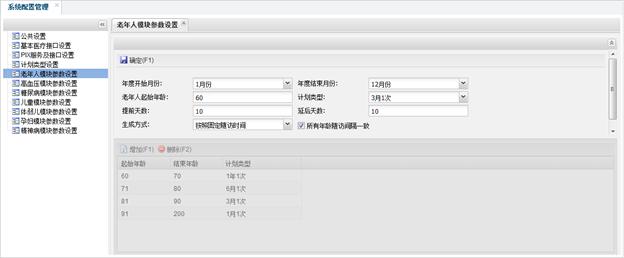 系统配置管理
公共设置
基本医疗接口设置
PIX服务及接口设置
计划类型设置
老年人模块参数设置
高血压模块参数设置
糖尿病模块参数设置
儿童模块参数设置
体弱儿模块参数设置
孕妇模块参数设置
精神病模块参数设置
老年人模块参数设置
确定(F1)
年度开始月份: 1月份 年度结束月份: 12月份
老年人起始年龄: 60 计划类型: 3月1次
提前天数: 10 延后天数: 10
生成方式: 按照固定随访时间 所有年龄随访间隔一致
增加(F1) 删除(F2)
起始年龄 结束年龄 计划类型
60 70 1年1次
71 80 6月1次
81 90 3月1次
91 200 1月1次